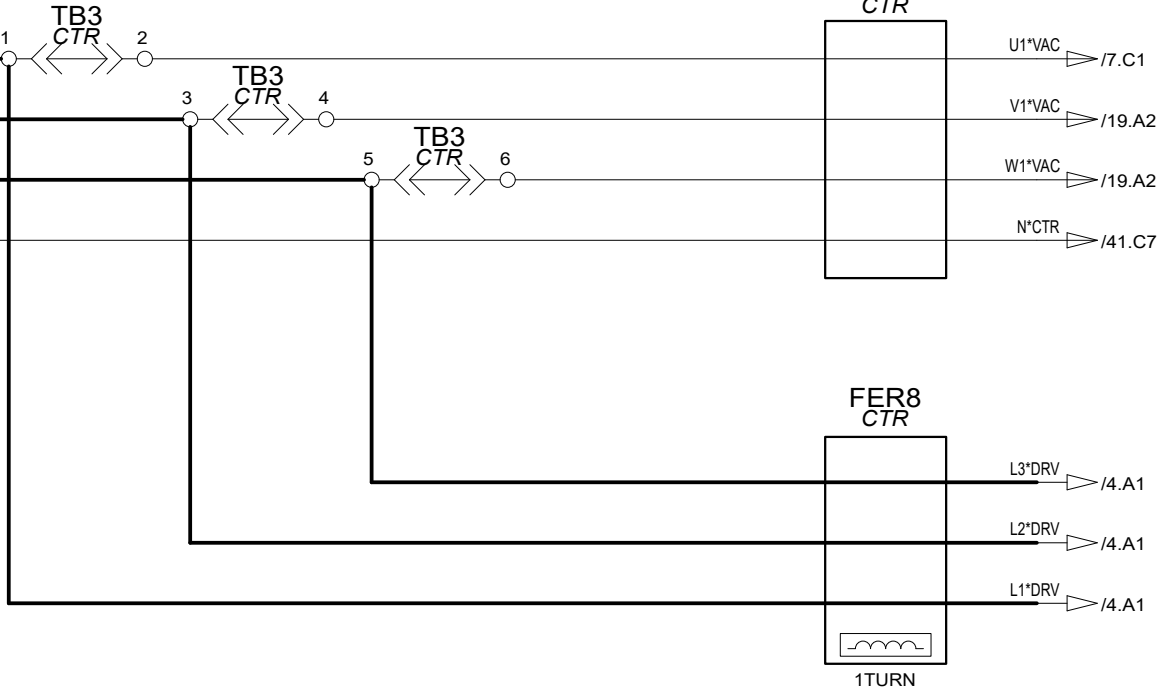 CTR
TB3
CTR
1
2
U1*VAC
/7.C1
TB3
CTR
3
4
V1*VAC
/19.A2
TB3
CTR
5
6
W1*VAC
/19.A2
N*CTR
/41.C7
FER8
CTR
L3*DRV
/4.A1
L2*DRV
/4.A1
L1*DRV
/4.A1
1TURN